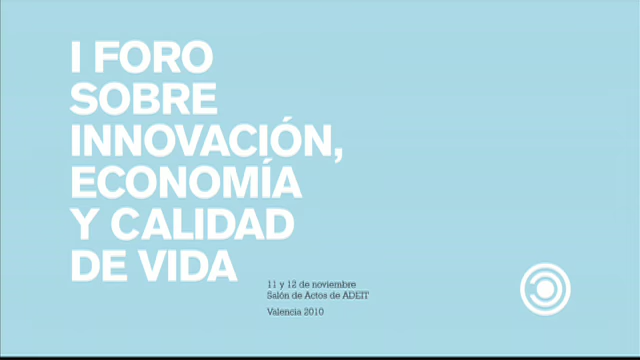 I FORO
SOBRE
INNOVACIÓN,
ECONOMÍA
Y CALIDAD
DE VIDA
11 y 12 de noviembre
Salón de Actos de ADEIT
Valencia 2010